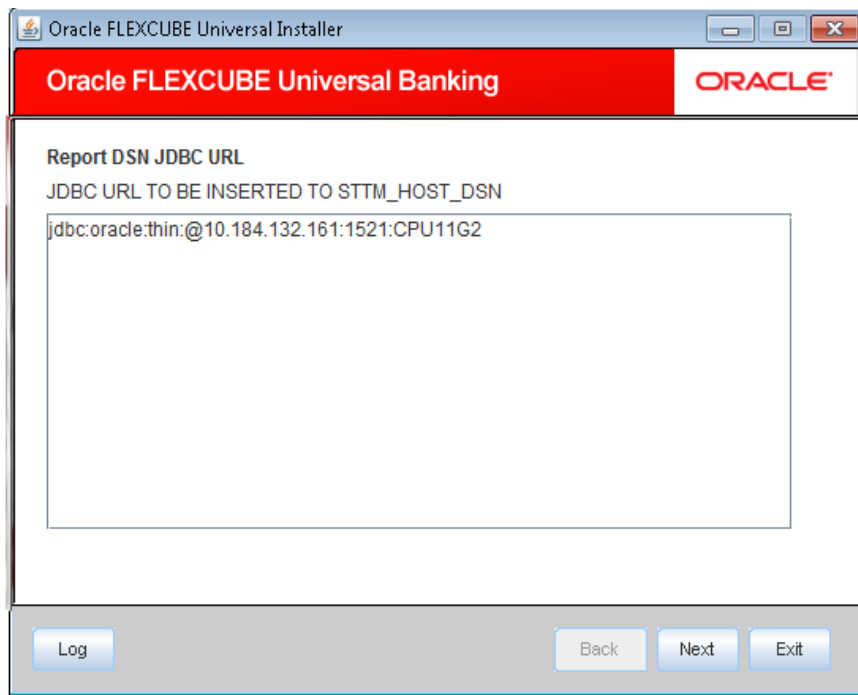 Oracle FLEXCUBE Universal Installer
Oracle FLEXCUBE Universal Banking
ORACLE
Report DSN JDBC URL
JDBC URL TO BE INSERTED TO STTM_HOST_DSN
jdbc:oracle:thin:@10.184.132.161:1521:CPU11G2
Log
Back
Next
Exit